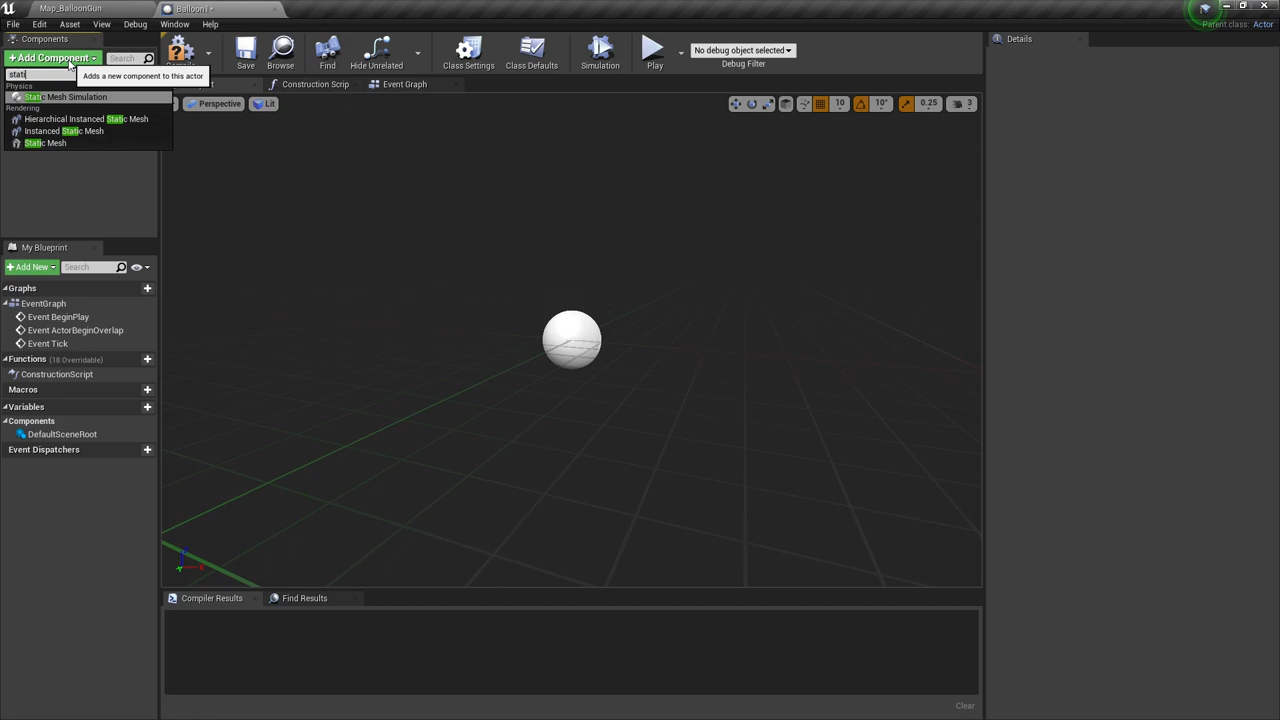 Map_BalloonGun
Balloon1
File Edit Asset View Debug Window Help
Parent class: Actor
Components
+Add Component
Search
stati
Adds a new component to this actor
Physics
Static Mesh Simulation
Rendering
Hierarchical Instanced Static Mesh
Instanced Static Mesh
Static Mesh
Save
Browse
Find
Hide Unrelated
Class Settings
Class Defaults
Simulation
Play
No debug object selected
Debug Filter
Construction Scrip
Event Graph
Perspective
Lit
10
10°
0.25
3
Details
My Blueprint
+Add New
Search
Graphs
EventGraph
Event BeginPlay
Event ActorBeginOverlap
Event Tick
Functions (18 Overridable)
ConstructionScript
Macros
Variables
Components
DefaultSceneRoot
Event Dispatchers
Compiler Results
Find Results
Clear